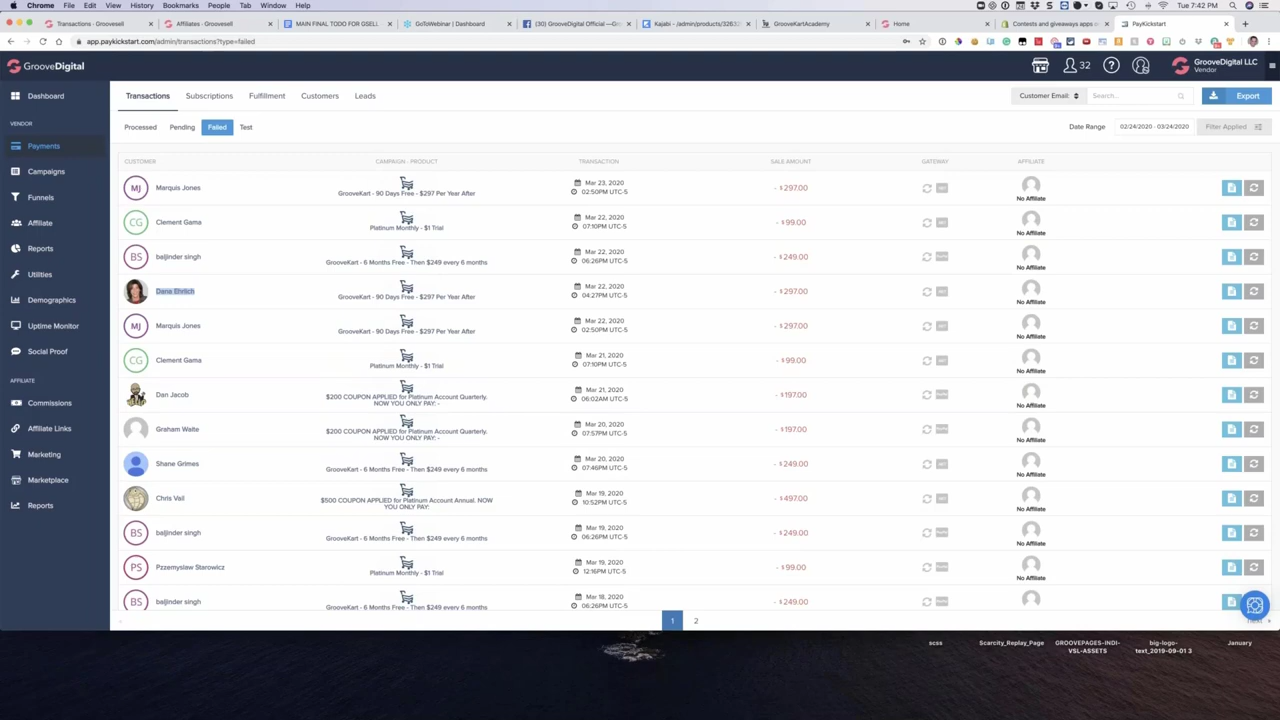 Chrome File Edit View History Bookmarks People Tab Window Help
Transactions - Groovesell
Affiliates - Groovesell
MAIN FINAL TODO FOR GSELL
GoToWebinar | Dashboard
(30) GrooveDigital Official —
Kajabi - /admin/products/32632
GrooveKartAcademy
Home
Contests and giveaways apps
PayKickstart
app.paykickstart.com/admin/transactions?type=failed
GrooveDigital
32
GrooveDigital LLC
Vendor
Dashboard
VENDOR
Payments
Campaigns
Funnels
Affiliate
Reports
Utilities
Demographics
Uptime Monitor
Social Proof
AFFILIATE
Commissions
Affiliate Links
Marketing
Marketplace
Reports
Transactions Subscriptions Fulfillment Customers Leads
Customer Email: Search... Export
Processed Pending Failed Test
Date Range 02/24/2020 - 03/24/2020 Filter Applied
CUSTOMER CAMPAIGN - PRODUCT TRANSACTION SALE AMOUNT GATEWAY AFFILIATE
MJ Marquis Jones
GrooveKart - 90 Days Free - $297 Per Year After
Mar 23, 2020
02:50PM UTC-5
- $297.00
No Affiliate
CG Clement Gama
Platinum Monthly - $1 Trial
Mar 22, 2020
07:10PM UTC-5
- $99.00
No Affiliate
BS baljinder singh
GrooveKart - 6 Months Free - Then $249 every 6 months
Mar 22, 2020
06:26PM UTC-5
- $249.00
No Affiliate
Dana Ehrlich
GrooveKart - 90 Days Free - $297 Per Year After
Mar 22, 2020
04:27PM UTC-5
- $297.00
No Affiliate
MJ Marquis Jones
GrooveKart - 90 Days Free - $297 Per Year After
Mar 22, 2020
02:50PM UTC-5
- $297.00
No Affiliate
CG Clement Gama
Platinum Monthly - $1 Trial
Mar 21, 2020
07:10PM UTC-5
- $99.00
No Affiliate
Dan Jacob
$200 COUPON APPLIED for Platinum Account Quarterly.
NOW YOU ONLY PAY: -
Mar 21, 2020
06:02AM UTC-5
- $197.00
No Affiliate
Graham Waite
$200 COUPON APPLIED for Platinum Account Quarterly.
NOW YOU ONLY PAY: -
Mar 20, 2020
07:57PM UTC-5
- $197.00
No Affiliate
Shane Grimes
GrooveKart - 6 Months Free - Then $249 every 6 months
Mar 20, 2020
07:46PM UTC-5
- $249.00
No Affiliate
Chris Vail
$500 COUPON APPLIED for Platinum Account Annual. NOW
YOU ONLY PAY:
Mar 19, 2020
10:52PM UTC-5
- $497.00
No Affiliate
BS baljinder singh
GrooveKart - 6 Months Free - Then $249 every 6 months
Mar 19, 2020
06:26PM UTC-5
- $249.00
No Affiliate
PS Pzzemyslaw Starowicz
Platinum Monthly - $1 Trial
Mar 19, 2020
12:16PM UTC-5
- $99.00
No Affiliate
BS baljinder singh
GrooveKart - 6 Months Free - Then $249 every 6 months
Mar 18, 2020
06:26PM UTC-5
- $249.00
1 2
scss
Scarcity_Replay_Page
GROOVEPAGES-INDI-
VSL-ASSETS
big-logo-
text_2019-09-01 3
January
Tue 7:42 PM